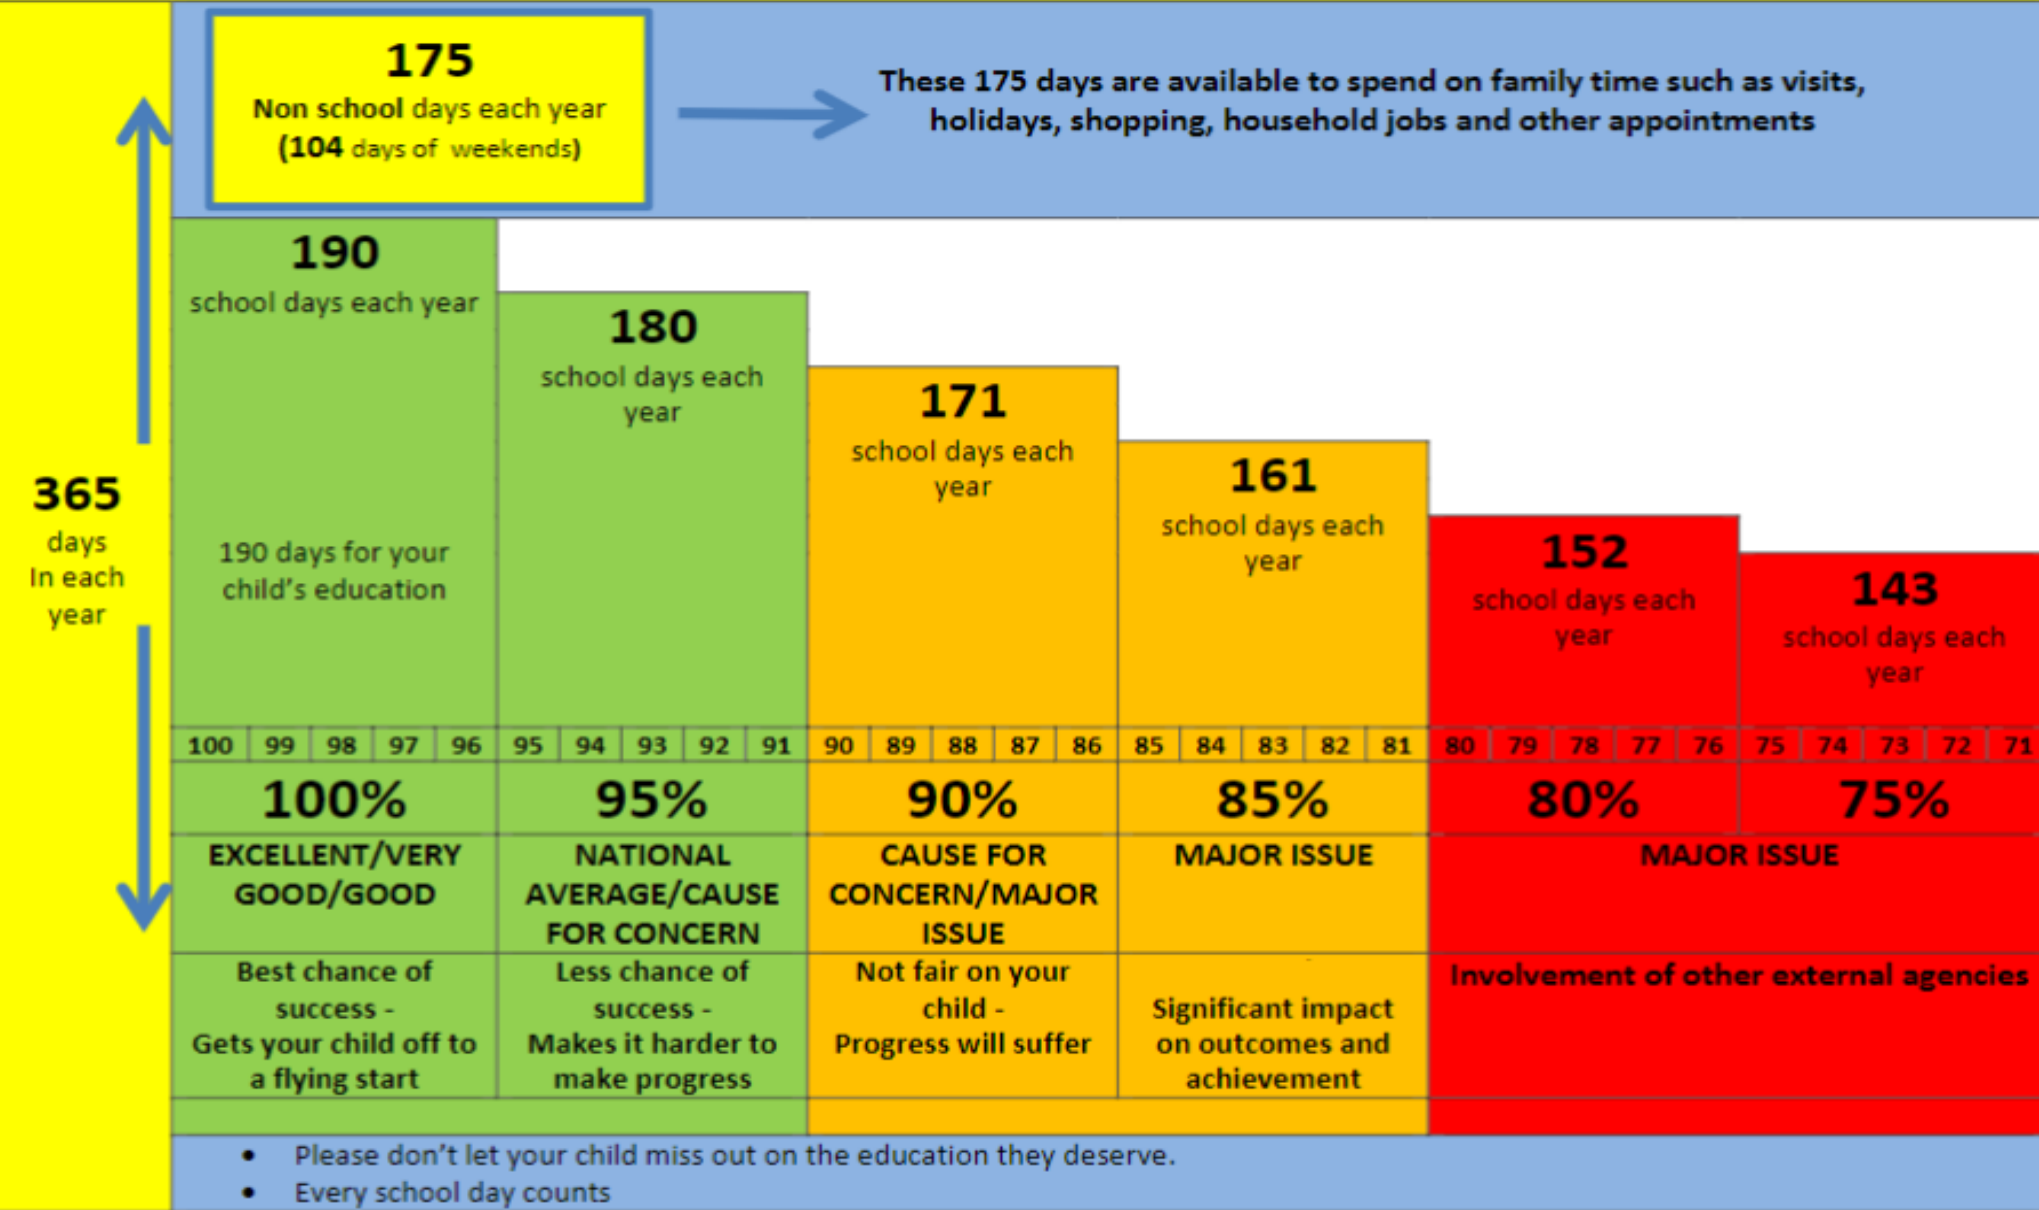 175
Non school days each year
(104 days of weekends)
These 175 days are available to spend on family time such as visits,
holidays, shopping, household jobs and other appointments
365
days
In each
year
190
school days each year
190 days for your
child's education
180
school days each
year
171
school days each
year
161
school days each
year
152
school days each
year
143
school days each
year
100 99 98 97 96 95 94 93 92 91 90 89 88 87 86 85 84 83 82 81 80 79 78 77 76 75 74 73 72 71
100% 95% 90% 85% 80% 75%
EXCELLENT/VERY
GOOD/GOOD
NATIONAL
AVERAGE/CAUSE
FOR CONCERN
CAUSE FOR
CONCERN/MAJOR
ISSUE
MAJOR ISSUE
MAJOR ISSUE
Best chance of
success -
Gets your child off to
a flying start
Less chance of
success -
Makes it harder to
make progress
Not fair on your
child -
Progress will suffer
Significant impact
on outcomes and
achievement
Involvement of other external agencies
• Please don't let your child miss out on the education they deserve.
• Every school day counts